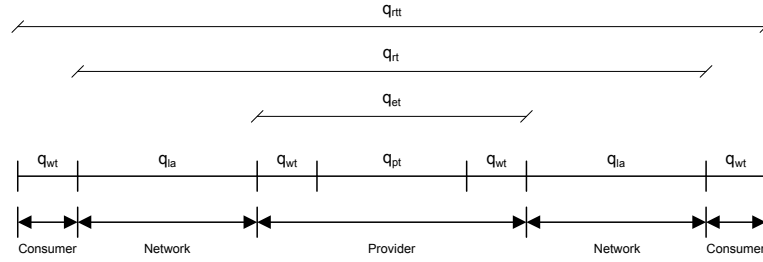 qrtt
qrt
qet
qwt qla qwt qpt qwt qla qwt
Consumer Network Provider Network Consumer